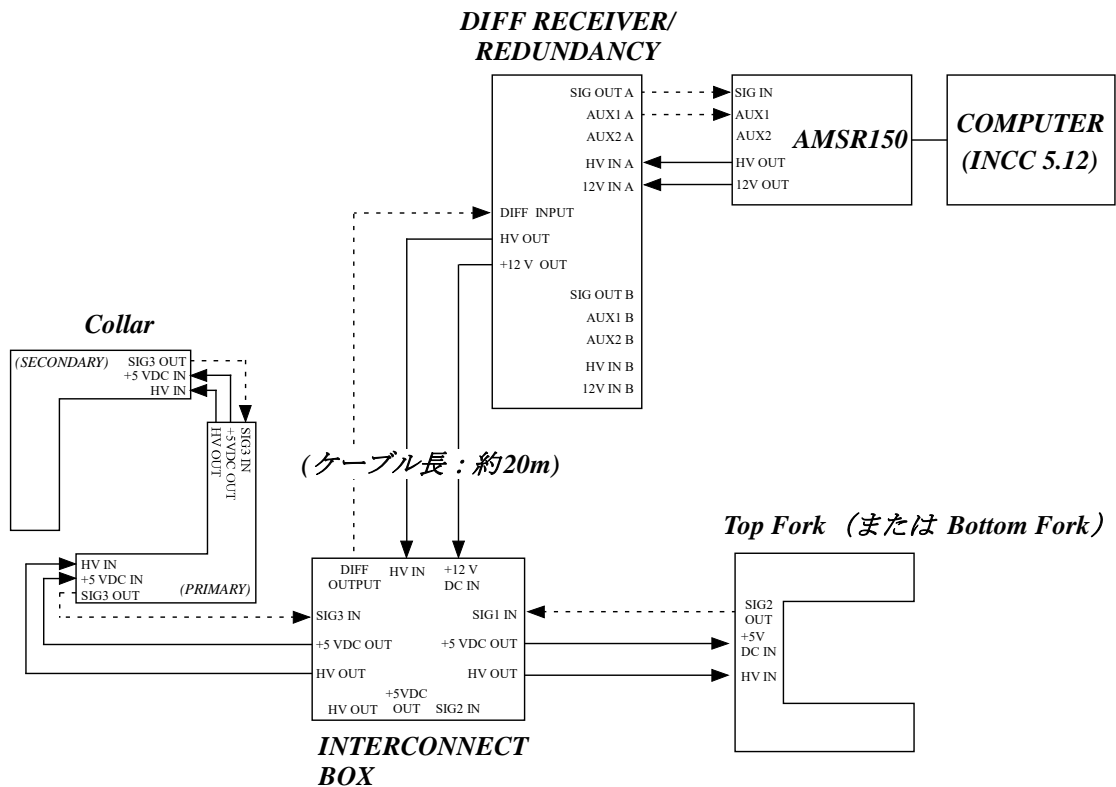 DIFF RECEIVER/
REDUNDANCY
SIG OUT A
AUX1 A
AUX2 A
HV IN A
12V IN A
DIFF INPUT
HV OUT
+12 V OUT
SIG OUT B
AUX1 B
AUX2 B
HV IN B
12V IN B
SIG IN
AUX1
AUX2
HV OUT
12V OUT
AMSR150
COMPUTER
(INCC 5.12)
Collar
(SECONDARY)
SIG3 OUT
+5 VDC IN
HV IN
SIG3 IN
+5VDC OUT
HV OUT
HV IN
+5 VDC IN
SIG3 OUT
(PRIMARY)
(ケーブル長：約20m)
DIFF
OUTPUT
HV IN
+12 V
DC IN
SIG3 IN
+5 VDC OUT
HV OUT
SIG1 IN
+5 VDC OUT
HV OUT
HV OUT
+5VDC
OUT
SIG2 IN
INTERCONNECT
BOX
Top Fork（または Bottom Fork）
SIG2
OUT
+5V
DC IN
HV IN